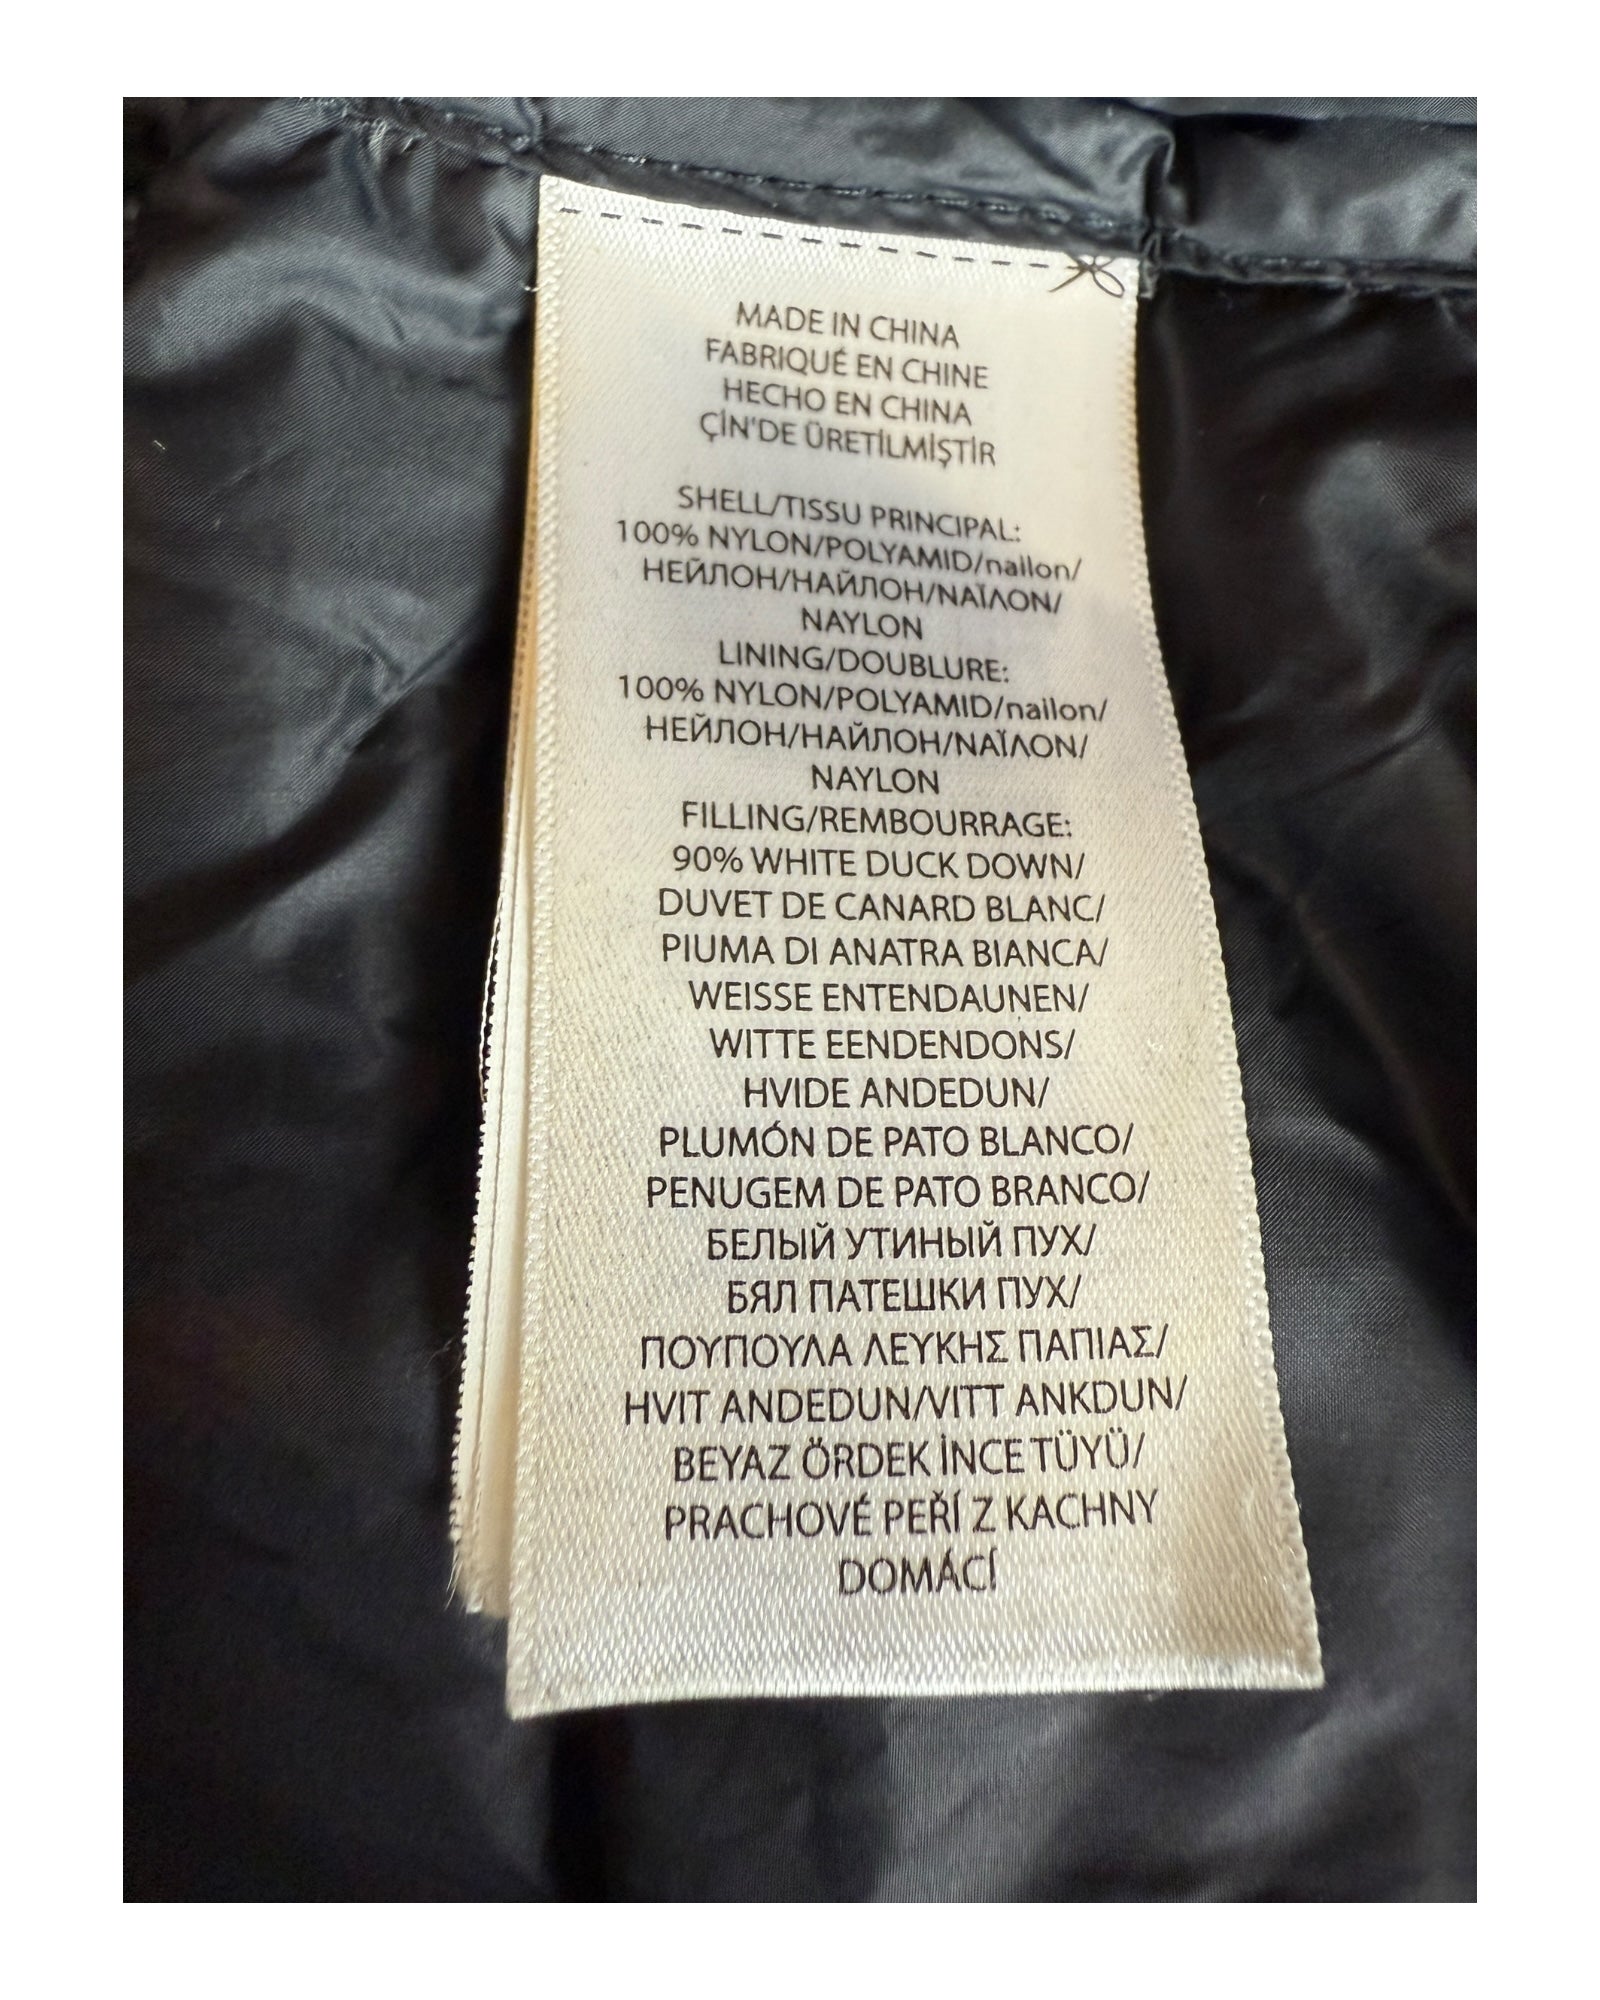 MADE IN CHINA
FABRIQUÉ EN CHINE
HECHO EN CHINA
ÇİN'DE ÜRETİLMİŞTİR
SHELL/TISSU PRINCIPAL:
100% NYLON/POLYAMID/nailon/
НЕЙЛОН/НАЙЛОН/ΝΑΪΛΟΝ/
NAYLON
LINING/DOUBLURE:
100% NYLON/POLYAMID/nailon/
НЕЙЛОН/НАЙЛОН/ΝΑΪΛΟΝ/
NAYLON
FILLING/REMBOURRAGE:
90% WHITE DUCK DOWN/
DUVET DE CANARD BLANC/
PIUMA DI ANATRA BIANCA/
WEISSE ENTENDAUNEN/
WITTE EENDENDONS/
HVIDE ANDEDUN/
PLUMÓN DE PATO BLANCO/
PENUGEM DE PATO BRANCO/
БЕЛЫЙ УТИНЫЙ ПУХ/
БЯЛ ПАТЕШКИ ПУХ/
ΠΟΥΠΟΥΛΑ ΛΕΥΚΗΣ ΠΑΠΙΑΣ/
HVIT ANDEDUN/VITT ANKDUN/
BEYAZ ÖRDEK İNCE TÜYÜ/
PRACHOVÉ PEŘÍ Z KACHNY
DOMÁCÍ